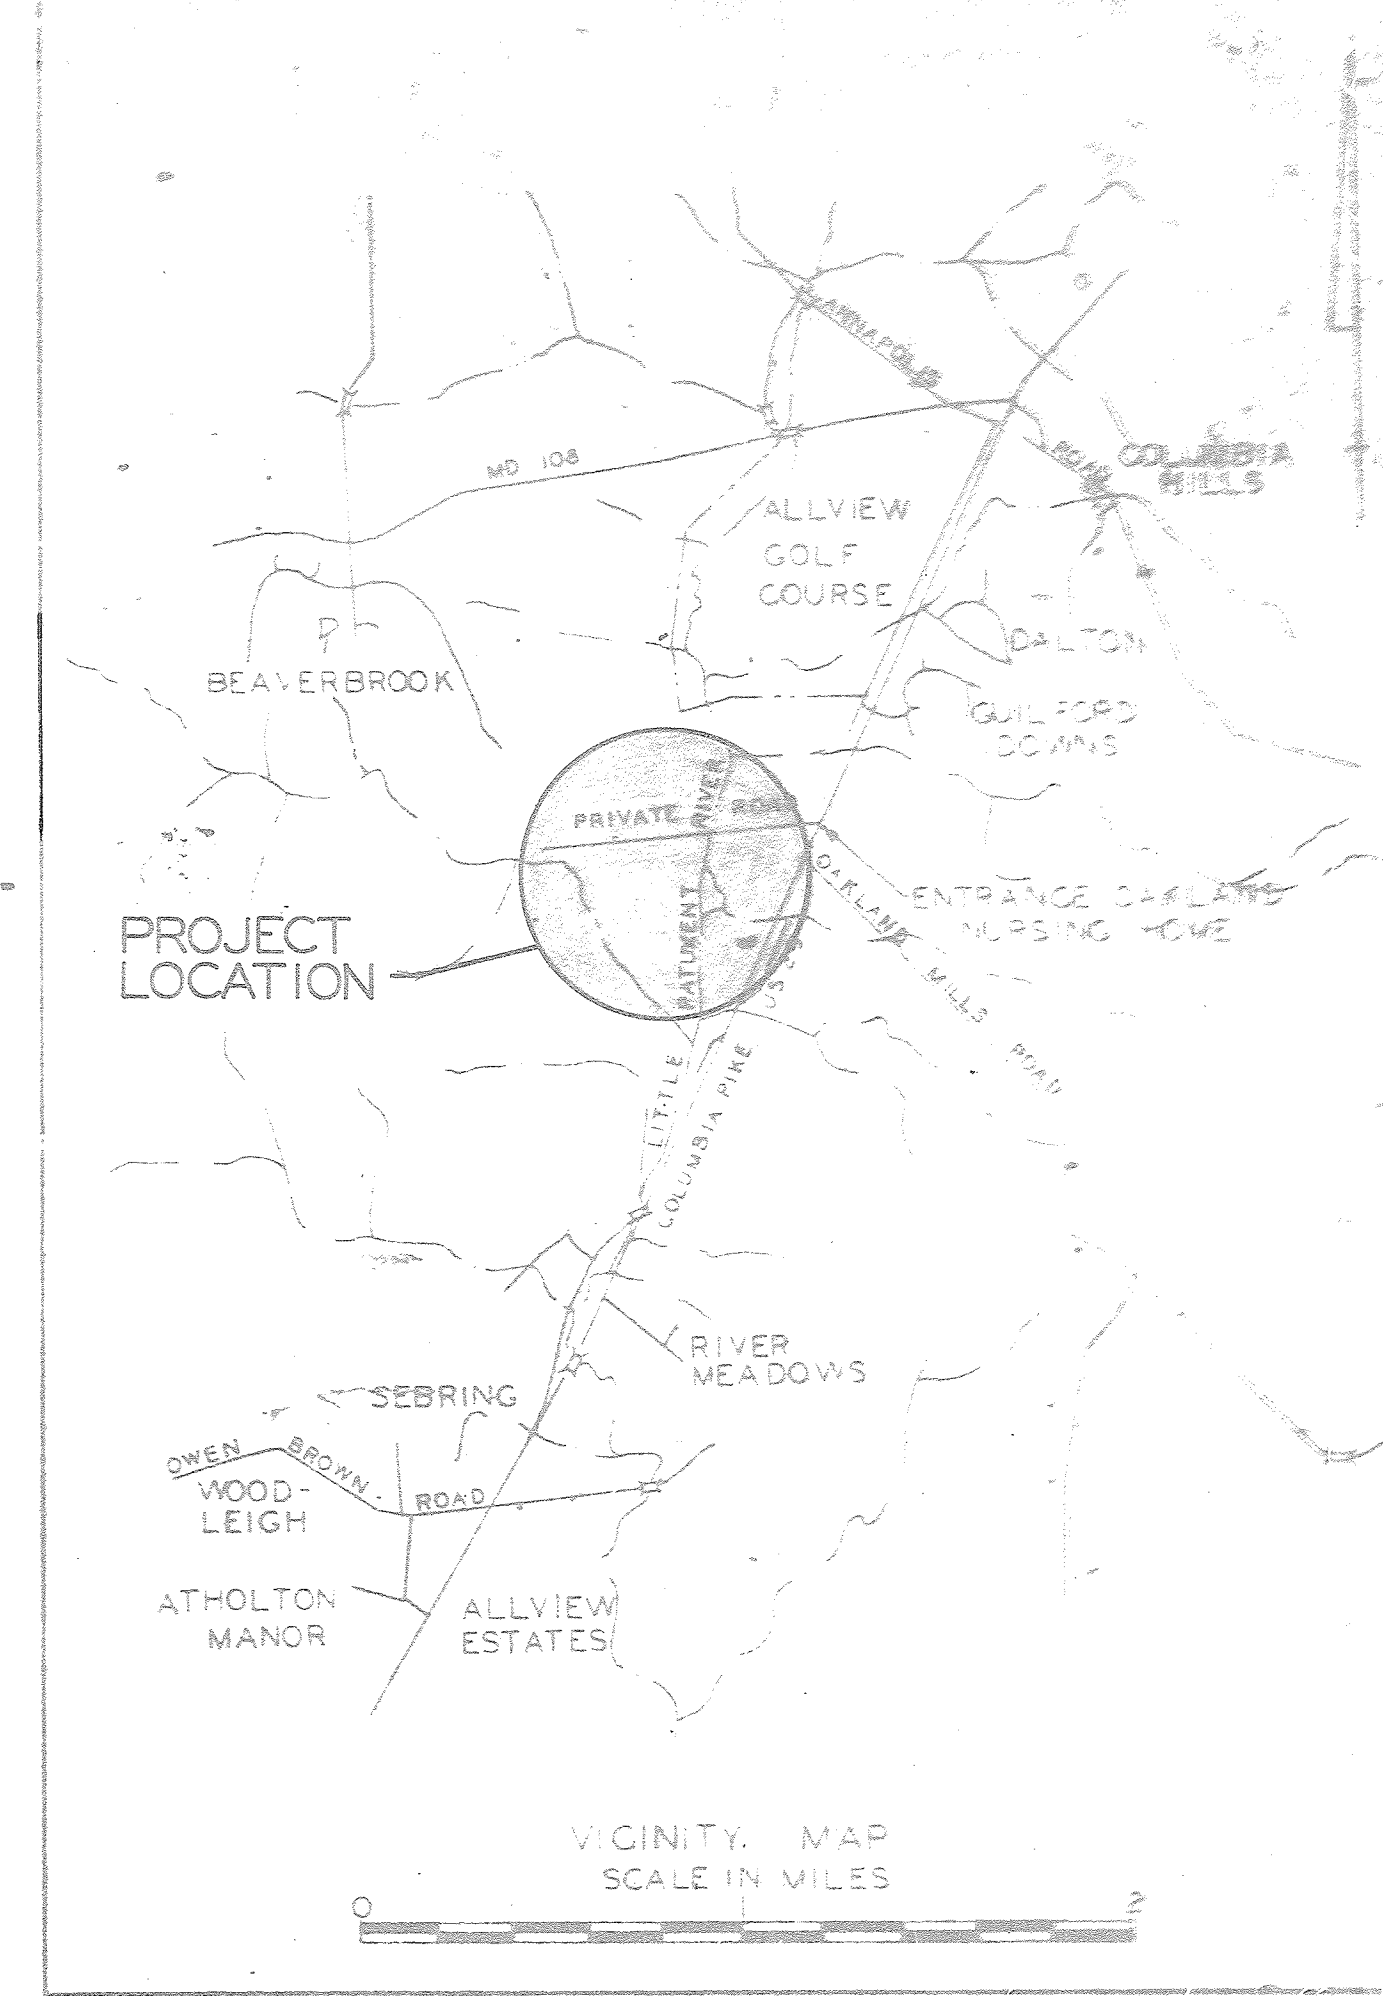 ANNAPOLIS
ROAD
COLUMBIA
HILLS
MD 108
ALLVIEW
GOLF
COURSE
DALTON
BEAVERBROOK
GUILFORD
DOWNS
PRIVATE ROAD
RIVER
PATUXENT
LITTLE
US 29
COLUMBIA PIKE
OAKLAND
MILLS
ROAD
ENTRANCE OAKLAND
NURSING HOME
PROJECT
LOCATION
RIVER
MEADOWS
SEBRING
OWEN
BROWN
ROAD
WOOD-
LEIGH
ATHOLTON
MANOR
ALLVIEW
ESTATES
VICINITY MAP
SCALE IN MILES
0
2